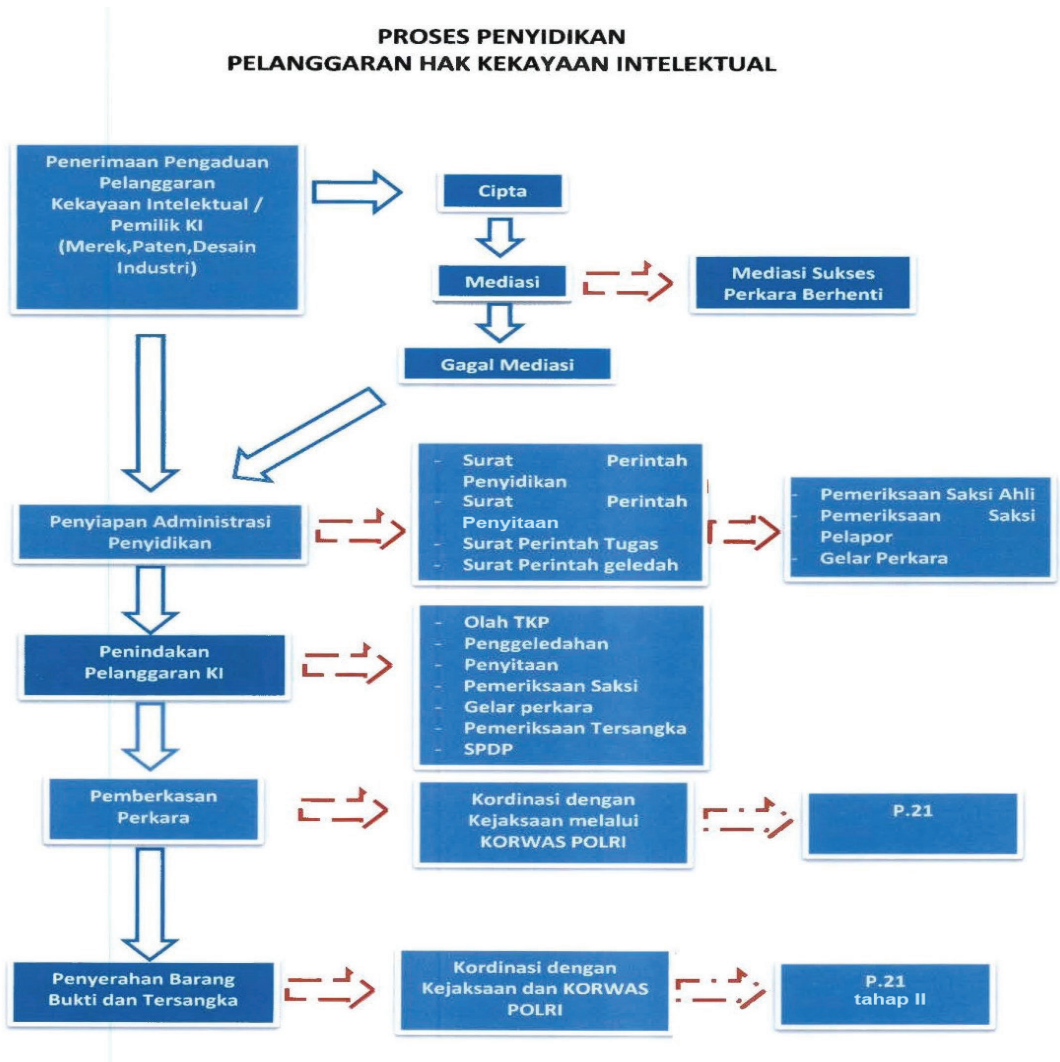 PROSES PENYIDIKAN
PELANGGARAN HAK KEKAYAAN INTELEKTUAL
Penerimaan Pengaduan
Pelanggaran
Kekayaan Intelektual /
Pemilik KI
(Merek,Paten,Desain
Industri)
Cipta
Mediasi
Mediasi Sukses
Perkara Berhenti
Gagal Mediasi
Penyiapan Administrasi
Penyidikan
- Surat Perintah
Penyidikan
- Surat Perintah
Penyitaan
- Surat Perintah Tugas
- Surat Perintah geledah
- Pemeriksaan Saksi Ahli
- Pemeriksaan Saksi
Pelapor
- Gelar Perkara
Penindakan
Pelanggaran KI
- Olah TKP
- Penggeledahan
- Penyitaan
- Pemeriksaan Saksi
- Gelar perkara
- Pemeriksaan Tersangka
- SPDP
Pemberkasan
Perkara
Kordinasi dengan
Kejaksaan melalui
KORWAS POLRI
P.21
Penyerahan Barang
Bukti dan Tersangka
Kordinasi dengan
Kejaksaan dan KORWAS
POLRI
P.21
tahap II